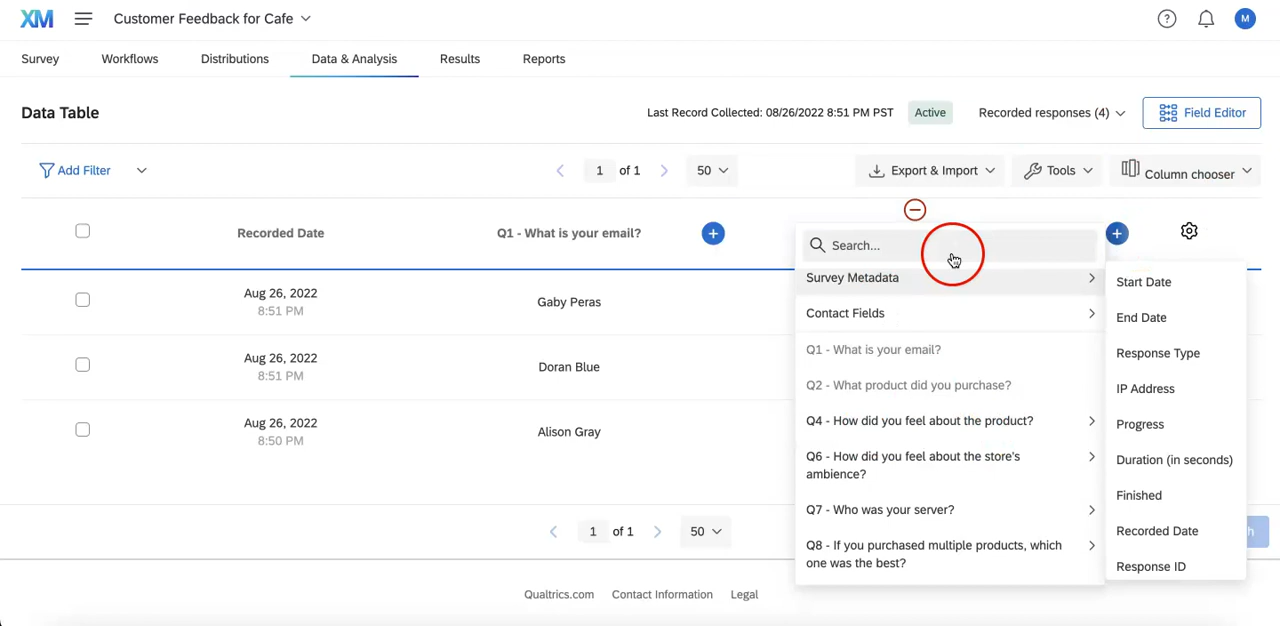 XM Customer Feedback for Cafe ? M
Survey Workflows Distributions Data & Analysis Results Reports
Data Table Last Record Collected: 08/26/2022 8:51 PM PST Active Recorded responses (4) Field Editor
Add Filter 1 of 1 50 Export & Import Tools Column chooser
Recorded Date Q1 - What is your email?
Aug 26, 2022
8:51 PM
Gaby Peras
Aug 26, 2022
8:51 PM
Doran Blue
Aug 26, 2022
8:50 PM
Alison Gray
Search...
Survey Metadata
Contact Fields
Q1 - What is your email?
Q2 - What product did you purchase?
Q4 - How did you feel about the product?
Q6 - How did you feel about the store's
ambience?
Q7 - Who was your server?
Q8 - If you purchased multiple products, which
one was the best?
Start Date
End Date
Response Type
IP Address
Progress
Duration (in seconds)
Finished
Recorded Date
Response ID
1 of 1 50
Qualtrics.com Contact Information Legal